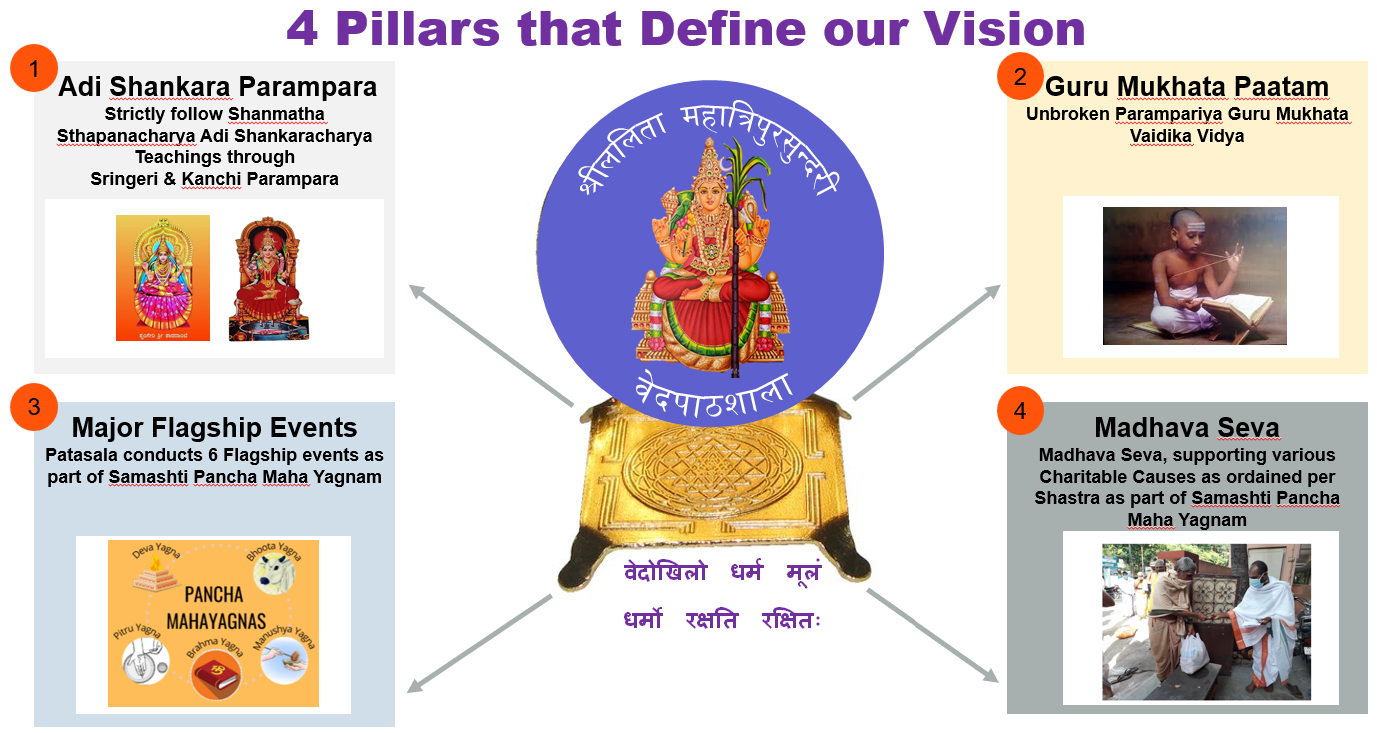 4 Pillars that Define our Vision
1
Adi Shankara Parampara
Strictly follow Shanmatha
Sthapanacharya Adi Shankaracharya
Teachings through
Sringeri & Kanchi Parampara
श्रीललिता महात्रिपुरसुन्दरी
वेदपाठशाला
वेदोखिलो धर्म मूलं
धर्मो रक्षति रक्षितः
2
Guru Mukhata Paatam
Unbroken Parampariya Guru Mukhata
Vaidika Vidya
3
Major Flagship Events
Patasala conducts 6 Flagship events as
part of Samashti Pancha Maha Yagnam
Deva Yagna
Bhoota Yagna
PANCHA
MAHAYAGNAS
Pitru Yagna
Brahma Yagna
Manushya Yagna
4
Madhava Seva
Madhava Seva, supporting various
Charitable Causes as ordained per
Shastra as part of Samashti Pancha
Maha Yagnam